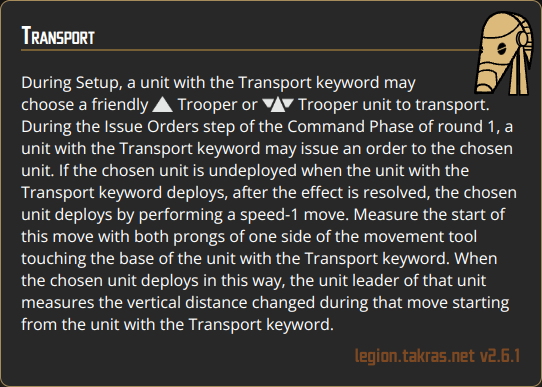 Transport
During Setup, a unit with the Transport keyword may
choose a friendly Trooper or Trooper unit to transport.
During the Issue Orders step of the Command Phase of round 1, a
unit with the Transport keyword may issue an order to the chosen
unit. If the chosen unit is undeployed when the unit with the
Transport keyword deploys, after the effect is resolved, the chosen
unit deploys by performing a speed-1 move. Measure the start of
this move with both prongs of one side of the movement tool
touching the base of the unit with the Transport keyword. When
the chosen unit deploys in this way, the unit leader of that unit
measures the vertical distance changed during that move starting
from the unit with the Transport keyword.
legion.takras.net v2.6.1